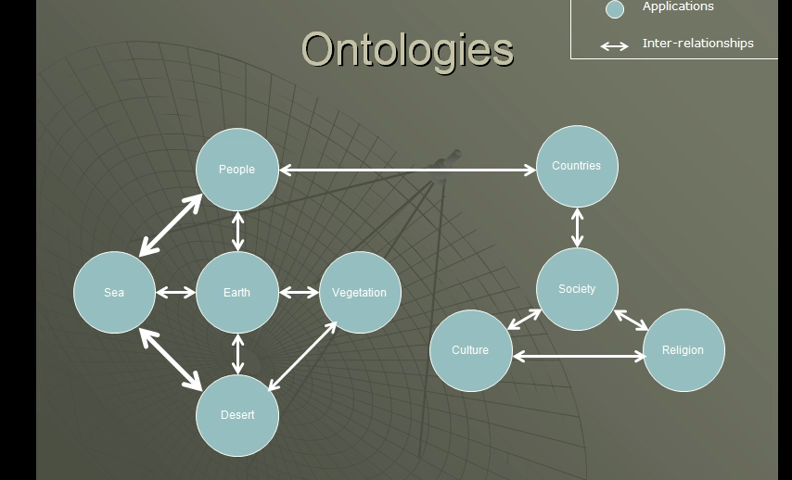 Applications
Inter-relationships
Ontologies
People
Countries
Sea
Earth
Vegetation
Society
Culture
Religion
Desert